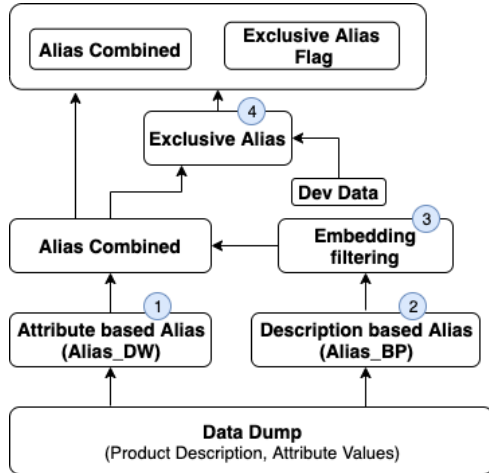 Alias Combined
Exclusive Alias
Flag
4
Exclusive Alias
Dev Data
Alias Combined
3
Embedding
filtering
1
Attribute based Alias
(Alias_DW)
2
Description based Alias
(Alias_BP)
Data Dump
(Product Description, Attribute Values)